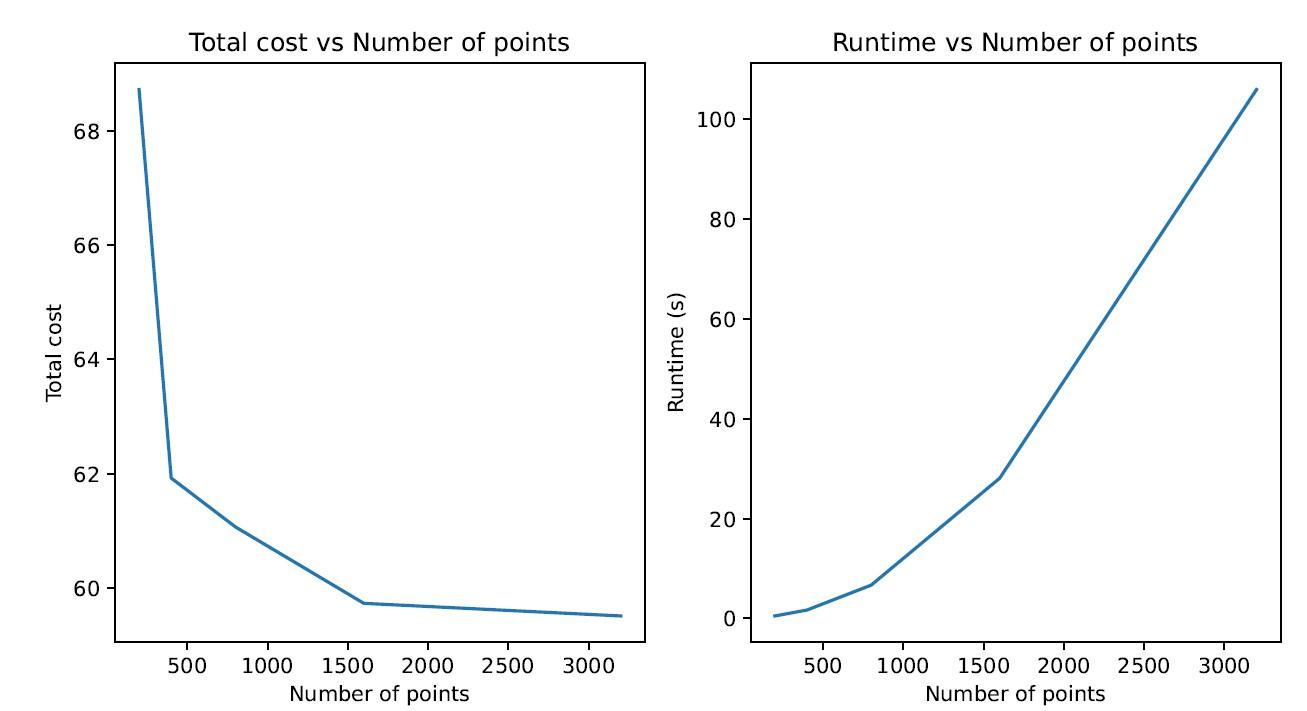 Total cost vs Number of points
Total cost
68
66
64
62
60
500 1000 1500 2000 2500 3000
Number of points
Runtime vs Number of points
Runtime (s)
100
80
60
40
20
0
500 1000 1500 2000 2500 3000
Number of points